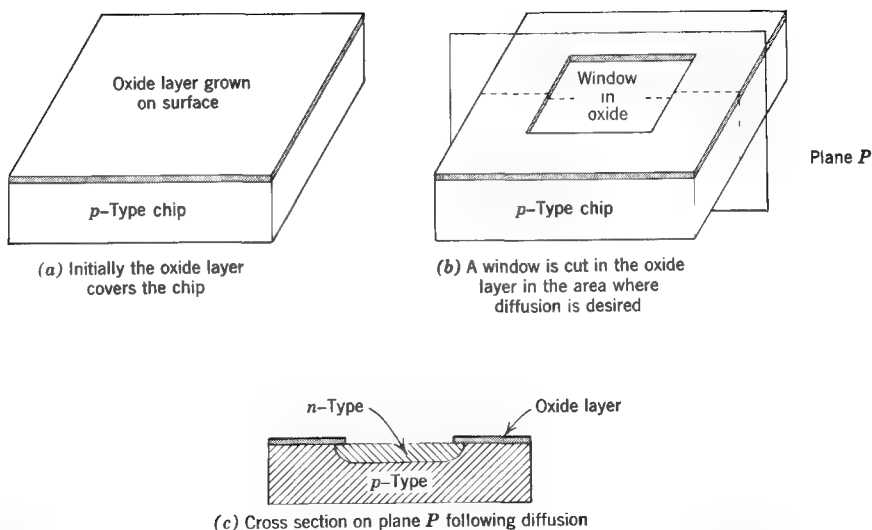 Oxide layer grown
on surface
p-Type chip
(a) Initially the oxide layer
covers the chip
Window
in
oxide
Plane P
p-Type chip
(b) A window is cut in the oxide
layer in the area where
diffusion is desired
n-Type
Oxide layer
p-Type
(c) Cross section on plane P following diffusion